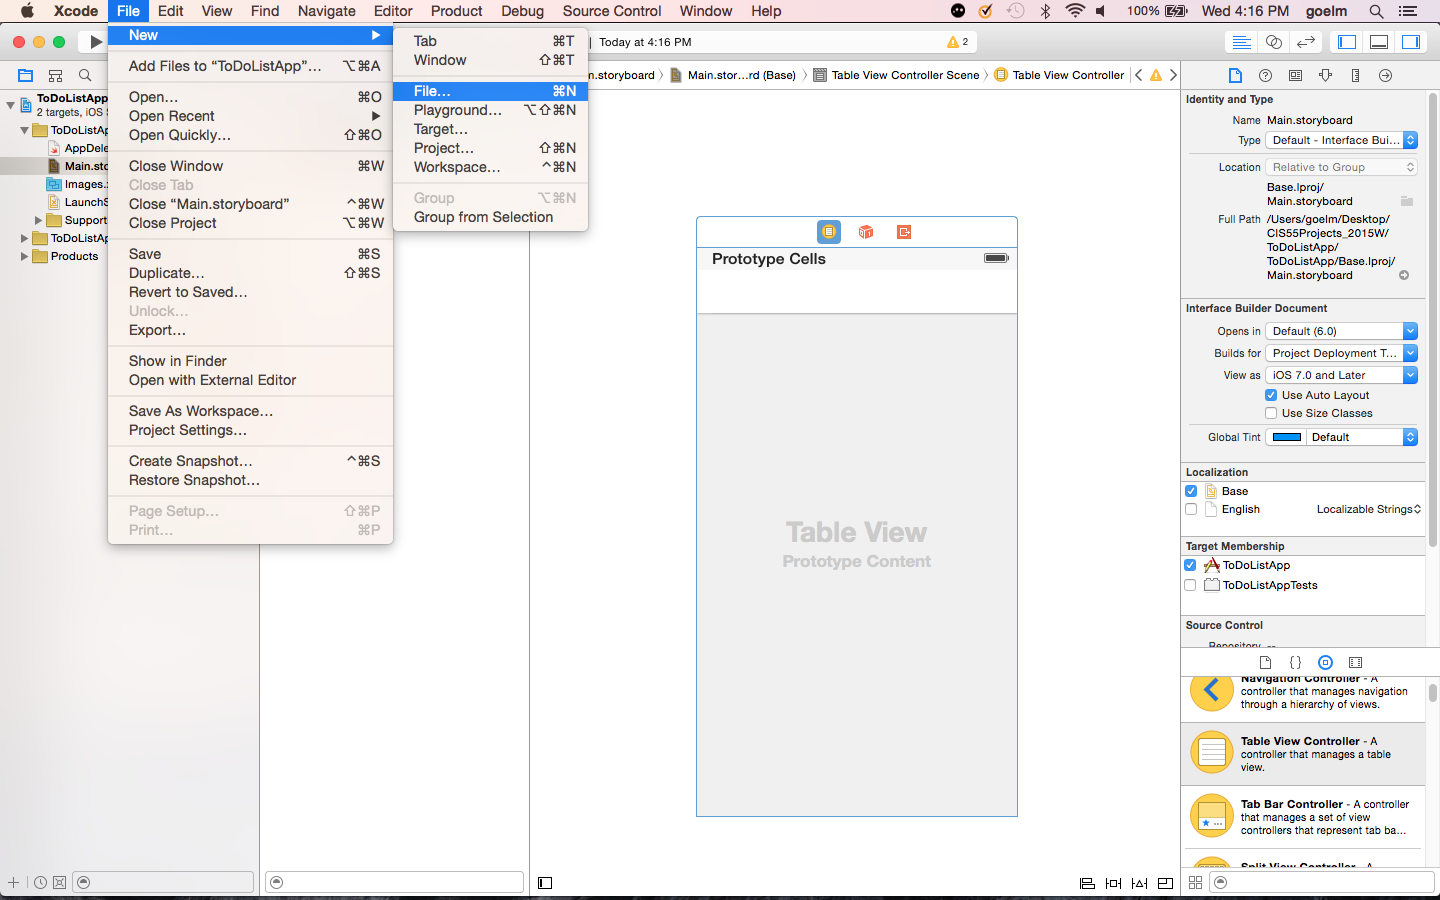 Xcode File Edit View Find Navigate Editor Product Debug Source Control Window Help 100% Wed 4:16 PM goelm
Today at 4:16 PM 2
New
Add Files to “ToDoListApp”... ⌥⌘A
Open... ⌘O
Open Recent
Open Quickly... ⇧⌘O
Close Window ⌘W
Close Tab
Close “Main.storyboard” ^⌘W
Close Project ⌥⌘W
Save ⌘S
Duplicate... ⇧⌘S
Revert to Saved...
Unlock...
Export...
Show in Finder
Open with External Editor
Save As Workspace...
Project Settings...
Create Snapshot... ^⌘S
Restore Snapshot...
Page Setup... ⇧⌘P
Print... ⌘P
Tab ⌘T
Window ⇧⌘T
File... ⌘N
Playground... ⌥⇧⌘N
Target...
Project... ⇧⌘N
Workspace... ^⌘N
Group ⌥⌘N
Group from Selection
ToDoListApp
2 targets, iOS
ToDoListAp
AppDele
Main.sto
Images.x
LaunchS
Support
ToDoListAp
Products
n.storyboard Main.st...rd (Base) Table View Controller Scene Table View Controller
Prototype Cells
Table View
Prototype Content
Identity and Type
Name Main.storyboard
Type Default - Interface Bui...
Location Relative to Group
Base.lproj/
Main.storyboard
Full Path /Users/goelm/Desktop/
CIS55Projects_2015W/
ToDoListApp/
ToDoListApp/Base.lproj/
Main.storyboard
Interface Builder Document
Opens in Default (6.0)
Builds for Project Deployment T...
View as iOS 7.0 and Later
Use Auto Layout
Use Size Classes
Global Tint Default
Localization
Base
English Localizable Strings
Target Membership
ToDoListApp
ToDoListAppTests
Source Control
Repository --
Navigation Controller - A
controller that manages navigation
through a hierarchy of views.
Table View Controller - A
controller that manages a table
view.
Tab Bar Controller - A controller
that manages a set of view
controllers that represent tab ba...
Split View Controller - A